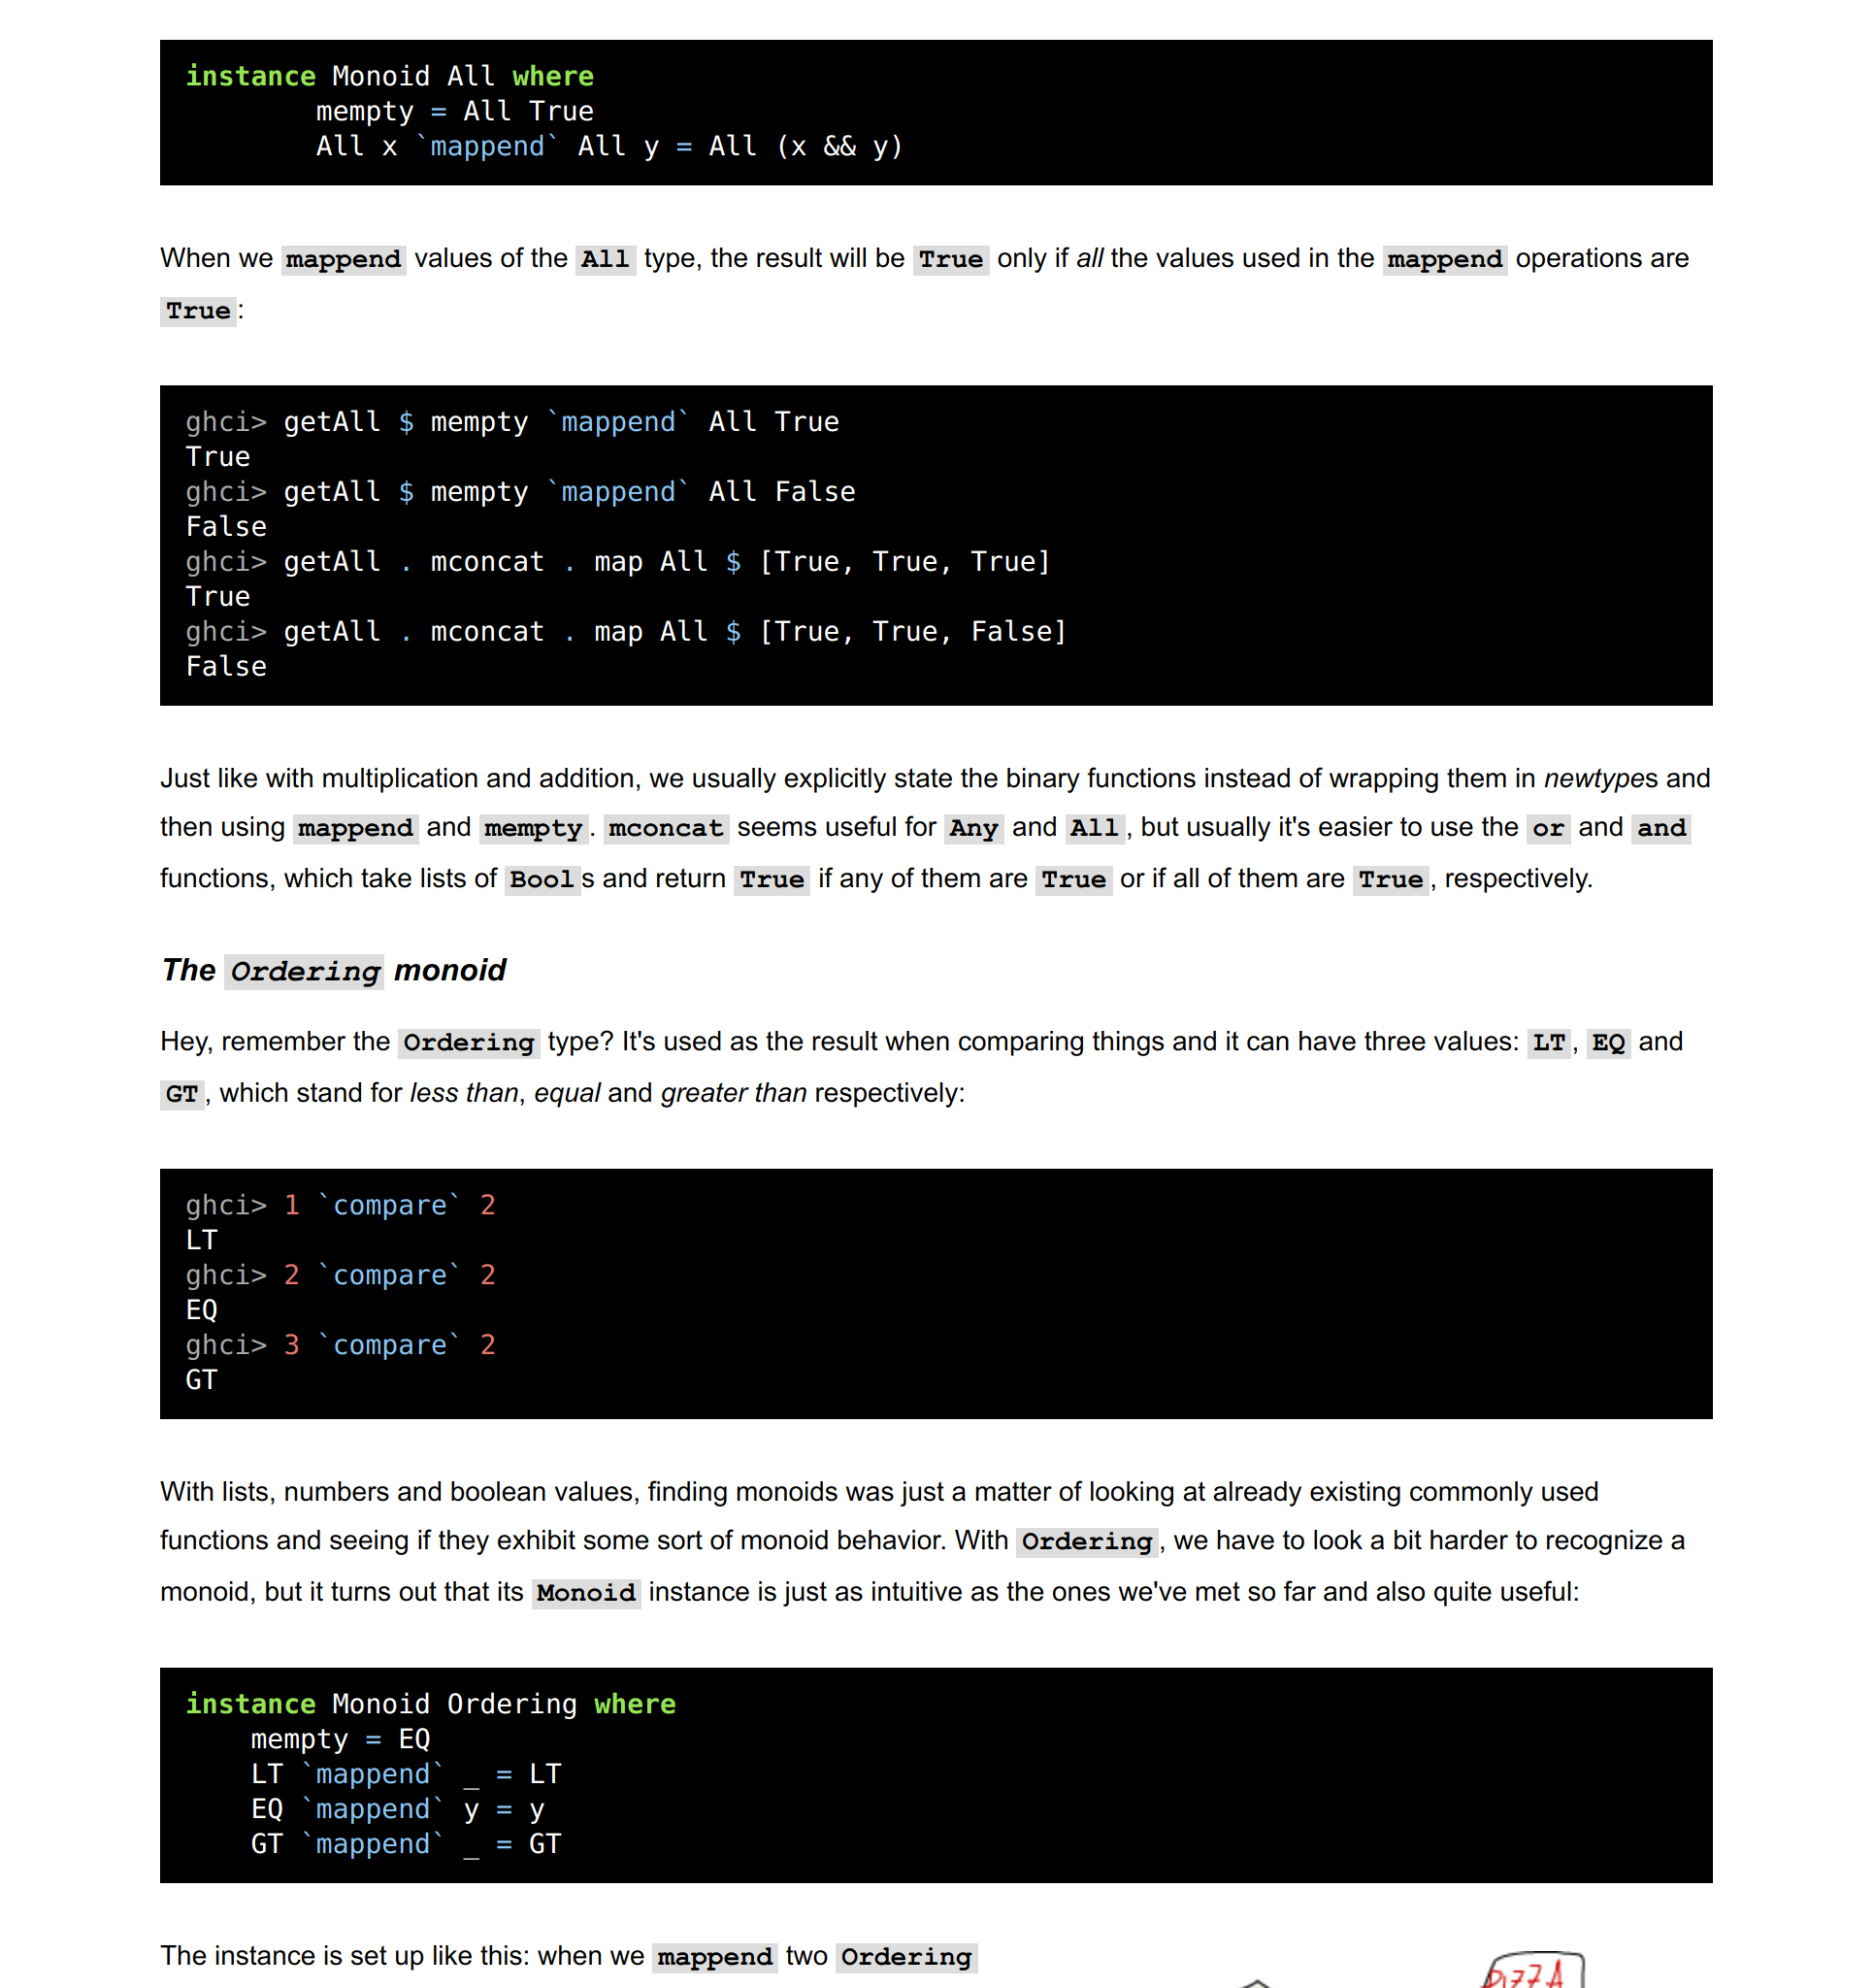 instance Monoid All where
        mempty = All True
        All x `mappend` All y = All (x && y)
When we mappend values of the All type, the result will be True only if all the values used in the mappend operations are
True:
ghci> getAll $ mempty `mappend` All True
True
ghci> getAll $ mempty `mappend` All False
False
ghci> getAll . mconcat . map All $ [True, True, True]
True
ghci> getAll . mconcat . map All $ [True, True, False]
False
Just like with multiplication and addition, we usually explicitly state the binary functions instead of wrapping them in newtypes and
then using mappend and mempty. mconcat seems useful for Any and All, but usually it's easier to use the or and and
functions, which take lists of Bools and return True if any of them are True or if all of them are True, respectively.
The Ordering monoid
Hey, remember the Ordering type? It's used as the result when comparing things and it can have three values: LT, EQ and
GT, which stand for less than, equal and greater than respectively:
ghci> 1 `compare` 2
LT
ghci> 2 `compare` 2
EQ
ghci> 3 `compare` 2
GT
With lists, numbers and boolean values, finding monoids was just a matter of looking at already existing commonly used
functions and seeing if they exhibit some sort of monoid behavior. With Ordering, we have to look a bit harder to recognize a
monoid, but it turns out that its Monoid instance is just as intuitive as the ones we've met so far and also quite useful:
instance Monoid Ordering where
    mempty = EQ
    LT `mappend` _ = LT
    EQ `mappend` y = y
    GT `mappend` _ = GT
The instance is set up like this: when we mappend two Ordering
PIZZA